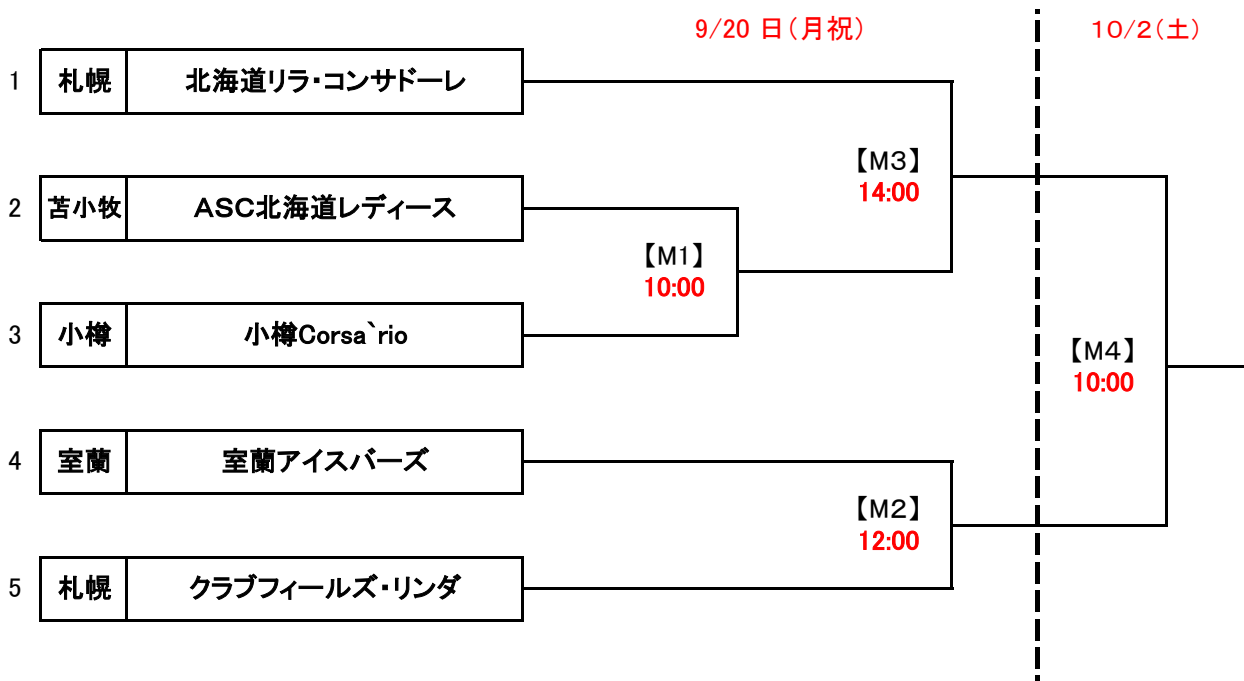 9/20 日(月祝)
10/2(土)
1 札幌 北海道リラ・コンサドーレ
【M3】
14:00
2 苫小牧 ASC北海道レディース
【M1】
10:00
3 小樽 小樽Corsa`rio
【M4】
10:00
4 室蘭 室蘭アイスバーズ
【M2】
12:00
5 札幌 クラブフィールズ・リンダ